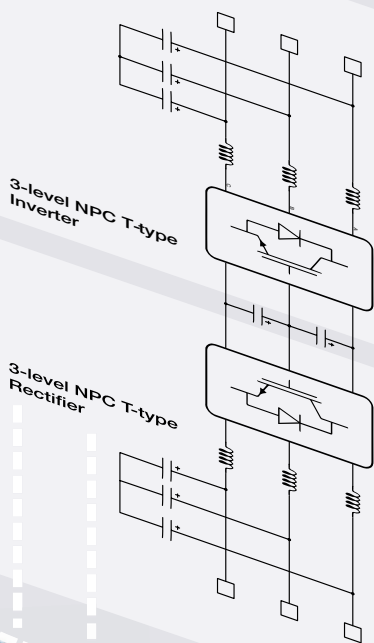 C
B
A
3-level NPC T-type
Inverter
3-level NPC T-type
Rectifier